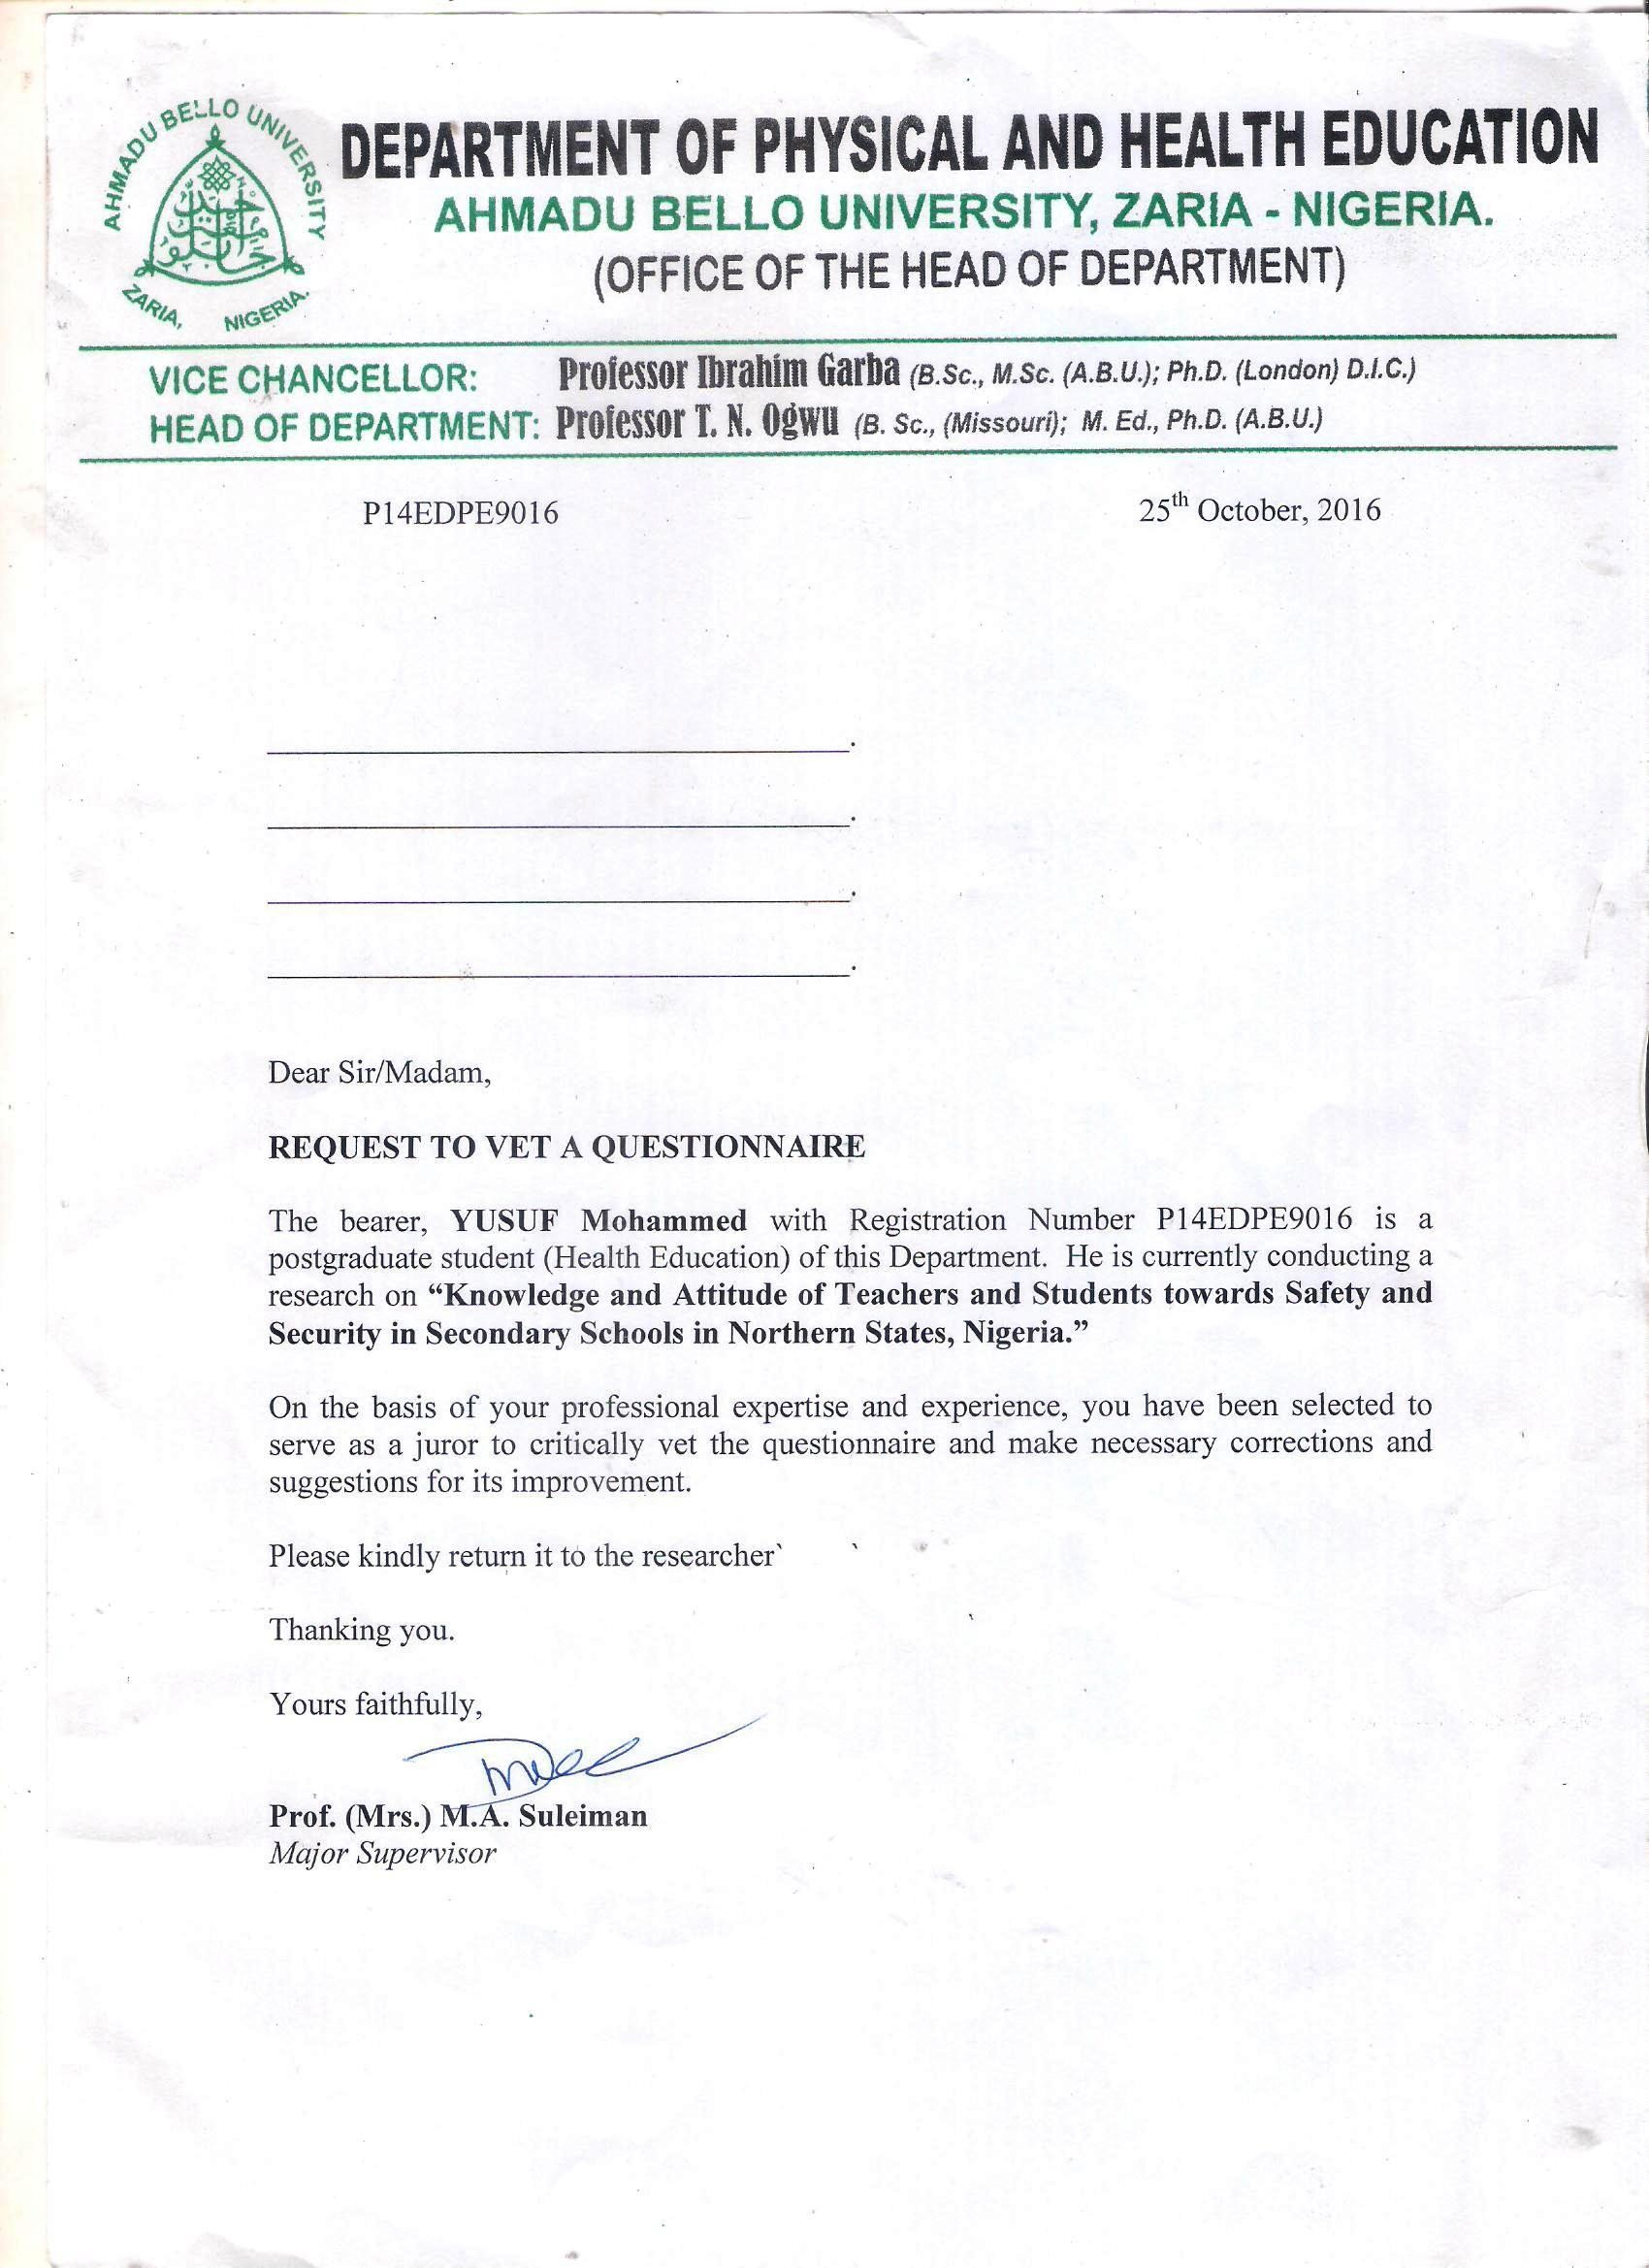 AHMADU BELLO UNIVERSITY
ZARIA, NIGERIA.
DEPARTMENT OF PHYSICAL AND HEALTH EDUCATION
AHMADU BELLO UNIVERSITY, ZARIA - NIGERIA.
(OFFICE OF THE HEAD OF DEPARTMENT)
VICE CHANCELLOR: Professor Ibrahim Garba (B.Sc., M.Sc. (A.B.U.); Ph.D. (London) D.I.C.)
HEAD OF DEPARTMENT: Professor T. N. Ogwu (B. Sc., (Missouri); M. Ed., Ph.D. (A.B.U.)
P14EDPE9016 25th October, 2016
Dear Sir/Madam,
REQUEST TO VET A QUESTIONNAIRE
The bearer, YUSUF Mohammed with Registration Number P14EDPE9016 is a
postgraduate student (Health Education) of this Department. He is currently conducting a
research on “Knowledge and Attitude of Teachers and Students towards Safety and
Security in Secondary Schools in Northern States, Nigeria.”
On the basis of your professional expertise and experience, you have been selected to
serve as a juror to critically vet the questionnaire and make necessary corrections and
suggestions for its improvement.
Please kindly return it to the researcher`
Thanking you.
Yours faithfully,
Prof. (Mrs.) M.A. Suleiman
Major Supervisor